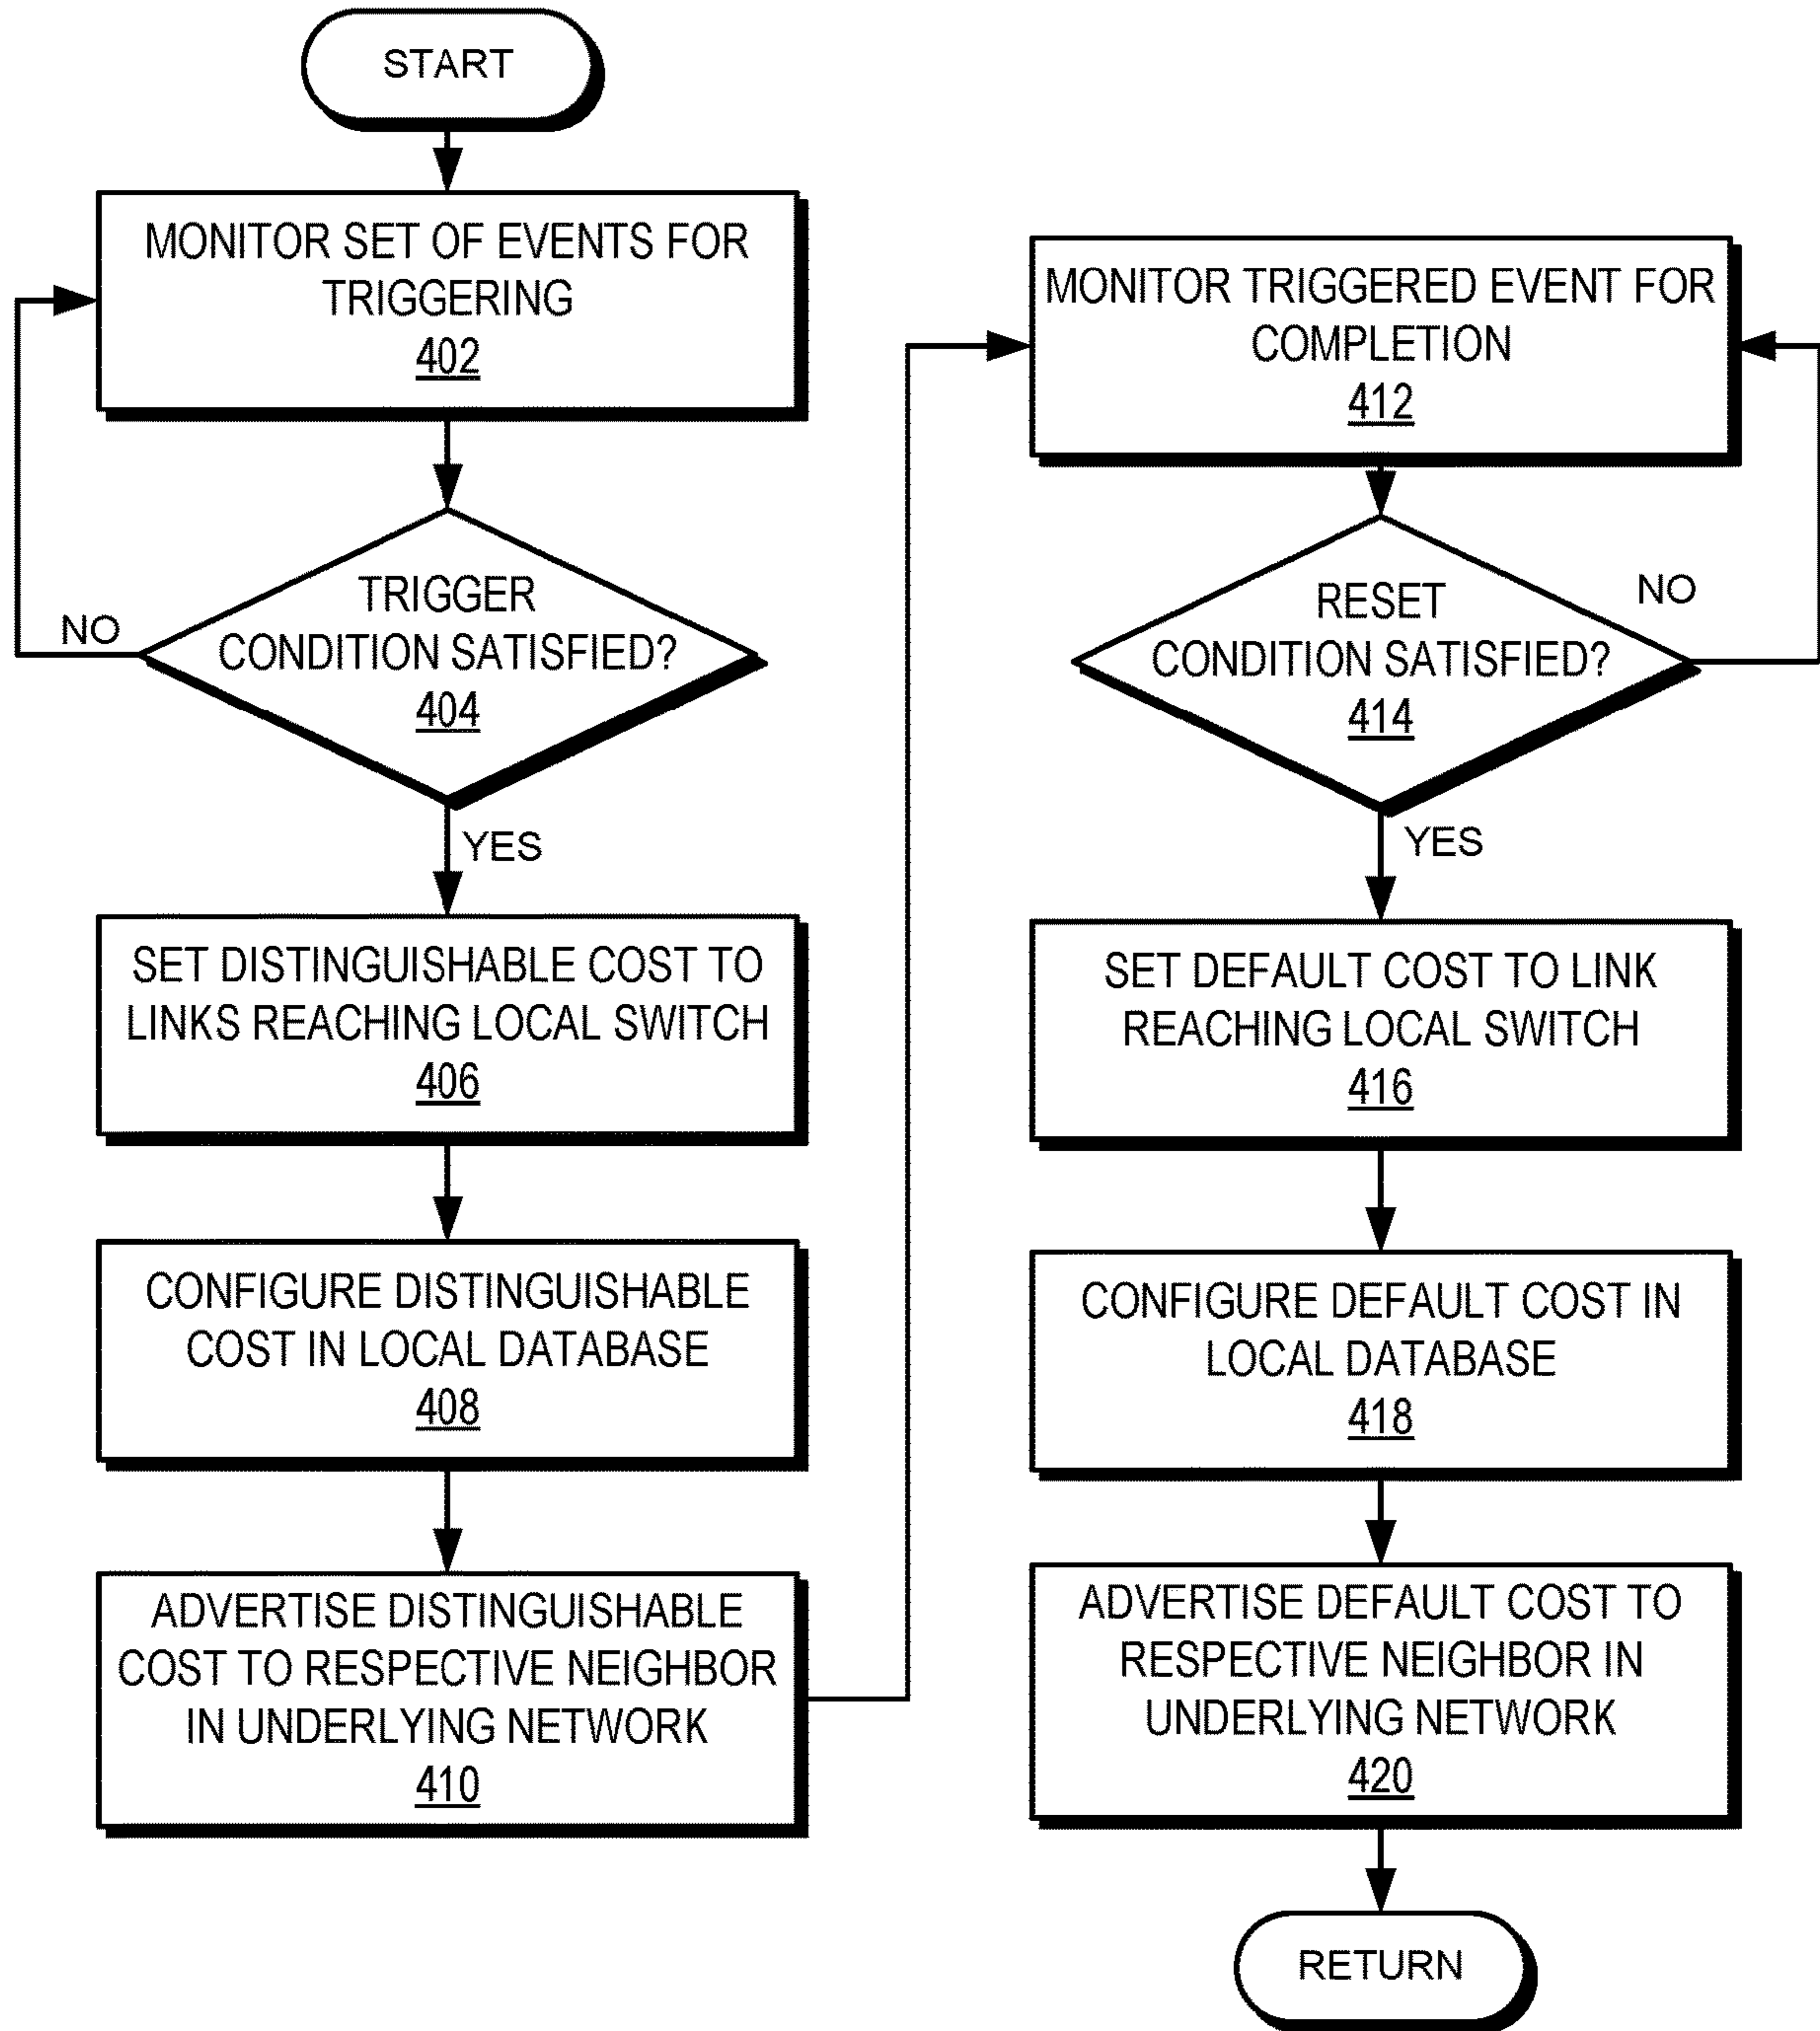 START
MONITOR SET OF EVENTS FOR
TRIGGERING
402
TRIGGER
CONDITION SATISFIED?
404
NO
YES
SET DISTINGUISHABLE COST TO
LINKS REACHING LOCAL SWITCH
406
CONFIGURE DISTINGUISHABLE
COST IN LOCAL DATABASE
408
ADVERTISE DISTINGUISHABLE
COST TO RESPECTIVE NEIGHBOR
IN UNDERLYING NETWORK
410
MONITOR TRIGGERED EVENT FOR
COMPLETION
412
RESET
CONDITION SATISFIED?
414
NO
YES
SET DEFAULT COST TO LINK
REACHING LOCAL SWITCH
416
CONFIGURE DEFAULT COST IN
LOCAL DATABASE
418
ADVERTISE DEFAULT COST TO
RESPECTIVE NEIGHBOR IN
UNDERLYING NETWORK
420
RETURN